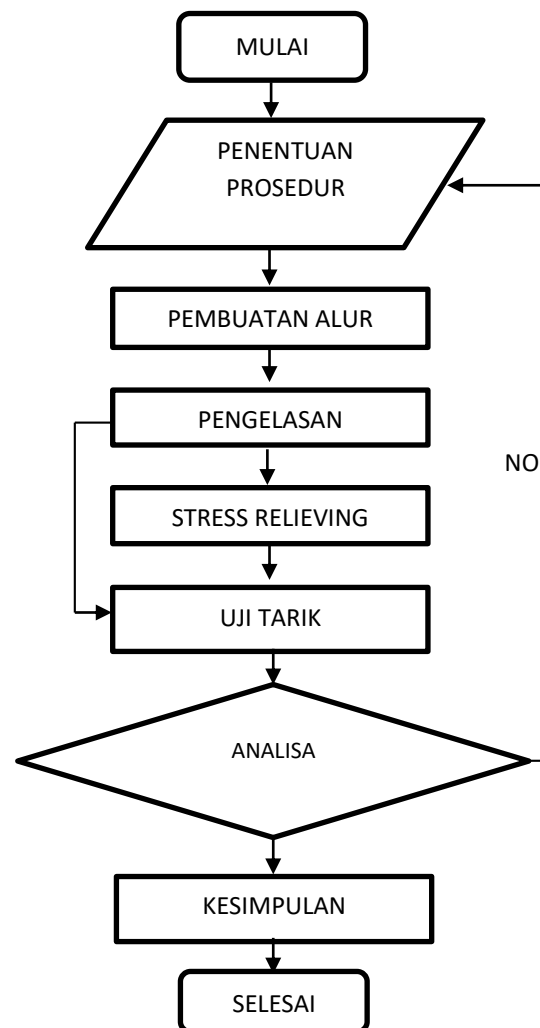 MULAI
PENENTUAN
PROSEDUR
PEMBUATAN ALUR
PENGELASAN
NO
STRESS RELIEVING
UJI TARIK
ANALISA
KESIMPULAN
SELESAI